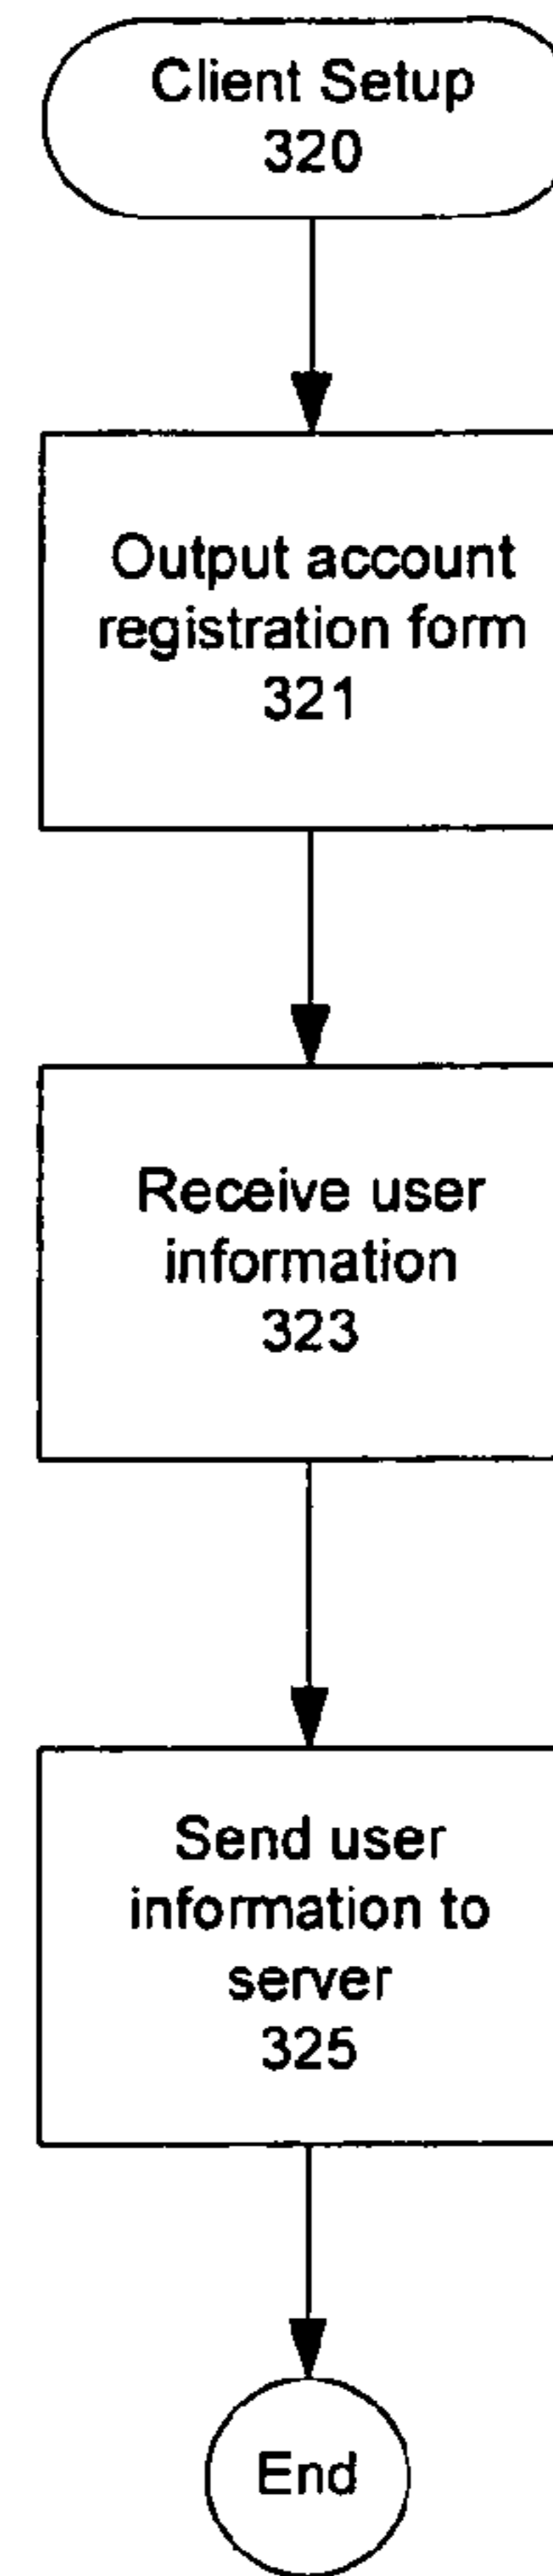 Client Setup
320
Output account
registration form
321
Receive user
information
323
Send user
information to
server
325
End